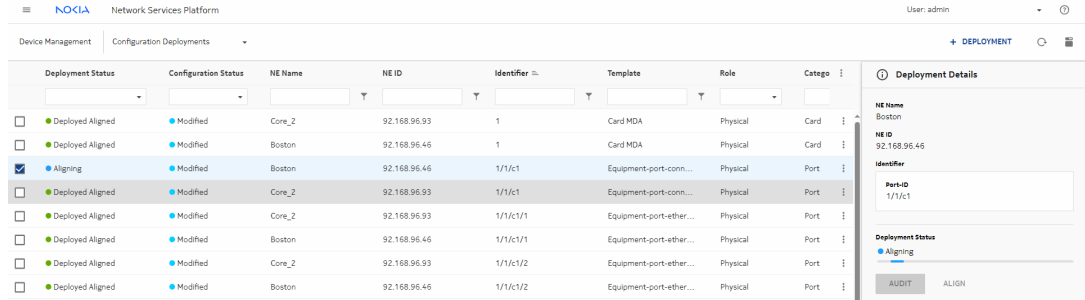 NOKIA Network Services Platform User: admin
Device Management Configuration Deployments + DEPLOYMENT
Deployment Status Configuration Status NE Name NE ID Identifier Template Role Catego
Deployed Aligned Modified Core_2 92.168.96.93 1 Card MDA Physical Card
Deployed Aligned Modified Boston 92.168.96.46 1 Card MDA Physical Card
Aligning Modified Boston 92.168.96.46 1/1/c1 Equipment-port-conn... Physical Port
Deployed Aligned Modified Core_2 92.168.96.93 1/1/c1 Equipment-port-conn... Physical Port
Deployed Aligned Modified Core_2 92.168.96.93 1/1/c1/1 Equipment-port-ether... Physical Port
Deployed Aligned Modified Boston 92.168.96.46 1/1/c1/1 Equipment-port-ether... Physical Port
Deployed Aligned Modified Core_2 92.168.96.93 1/1/c1/2 Equipment-port-ether... Physical Port
Deployed Aligned Modified Boston 92.168.96.46 1/1/c1/2 Equipment-port-ether... Physical Port
Deployment Details
NE Name
Boston
NE ID
92.168.96.46
Identifier
Port-ID
1/1/c1
Deployment Status
Aligning
AUDIT ALIGN